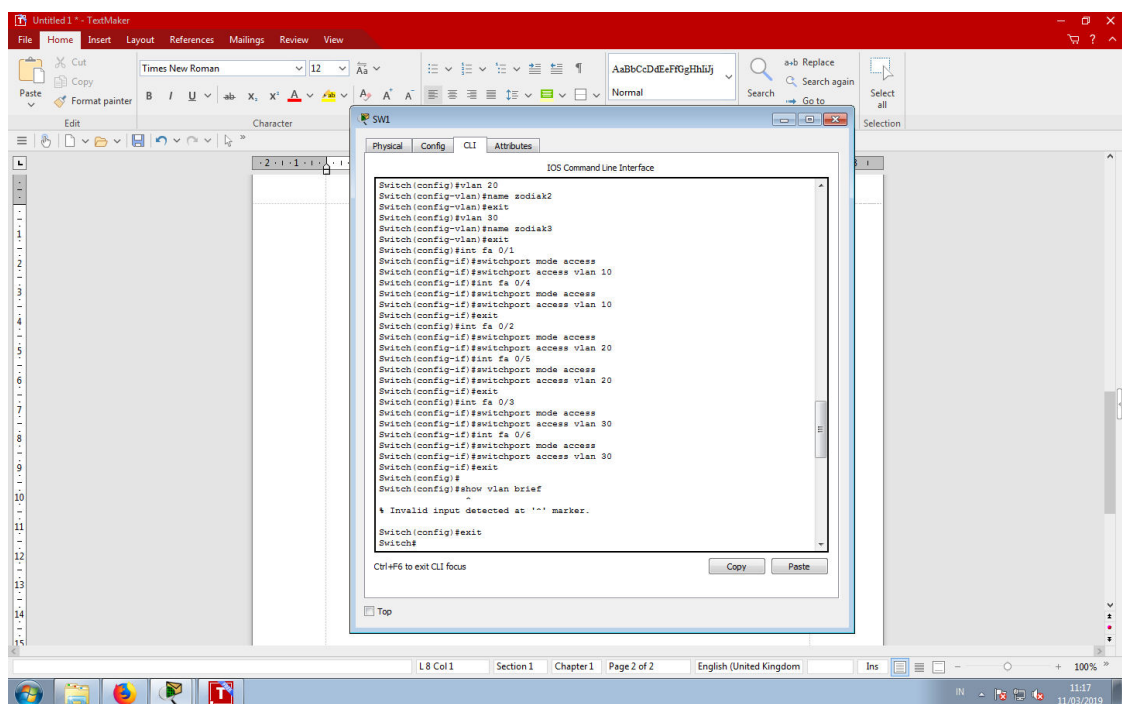 Untitled 1 * - TextMaker
File Home Insert Layout References Mailings Review View
Cut
Copy
Paste
Format painter
Times New Roman 12
Aa
B I U ab X, X² A
AaBbCcDdEeFfGgHhIiJj
Normal
Search
a+b Replace
Search again
Go to
Select
all
Edit
Character
Selection
SW1
Physical Config CLI Attributes
IOS Command Line Interface
Switch(config)#vlan 20
Switch(config-vlan)#name zodiak2
Switch(config-vlan)#exit
Switch(config)#vlan 30
Switch(config-vlan)#name zodiak3
Switch(config-vlan)#exit
Switch(config)#int fa 0/1
Switch(config-if)#switchport mode access
Switch(config-if)#switchport access vlan 10
Switch(config-if)#int fa 0/4
Switch(config-if)#switchport mode access
Switch(config-if)#switchport access vlan 10
Switch(config-if)#exit
Switch(config)#int fa 0/2
Switch(config-if)#switchport mode access
Switch(config-if)#switchport access vlan 20
Switch(config-if)#int fa 0/5
Switch(config-if)#switchport mode access
Switch(config-if)#switchport access vlan 20
Switch(config-if)#exit
Switch(config)#int fa 0/3
Switch(config-if)#switchport mode access
Switch(config-if)#switchport access vlan 30
Switch(config-if)#int fa 0/6
Switch(config-if)#switchport mode access
Switch(config-if)#switchport access vlan 30
Switch(config-if)#exit
Switch(config)#
Switch(config)#show vlan brief
^
% Invalid input detected at '^' marker.
Switch(config)#exit
Switch#
Ctrl+F6 to exit CLI focus
Copy Paste
Top
L 8 Col 1 Section 1 Chapter 1 Page 2 of 2 English (United Kingdom Ins 100%
IN
11:17
11/03/2019